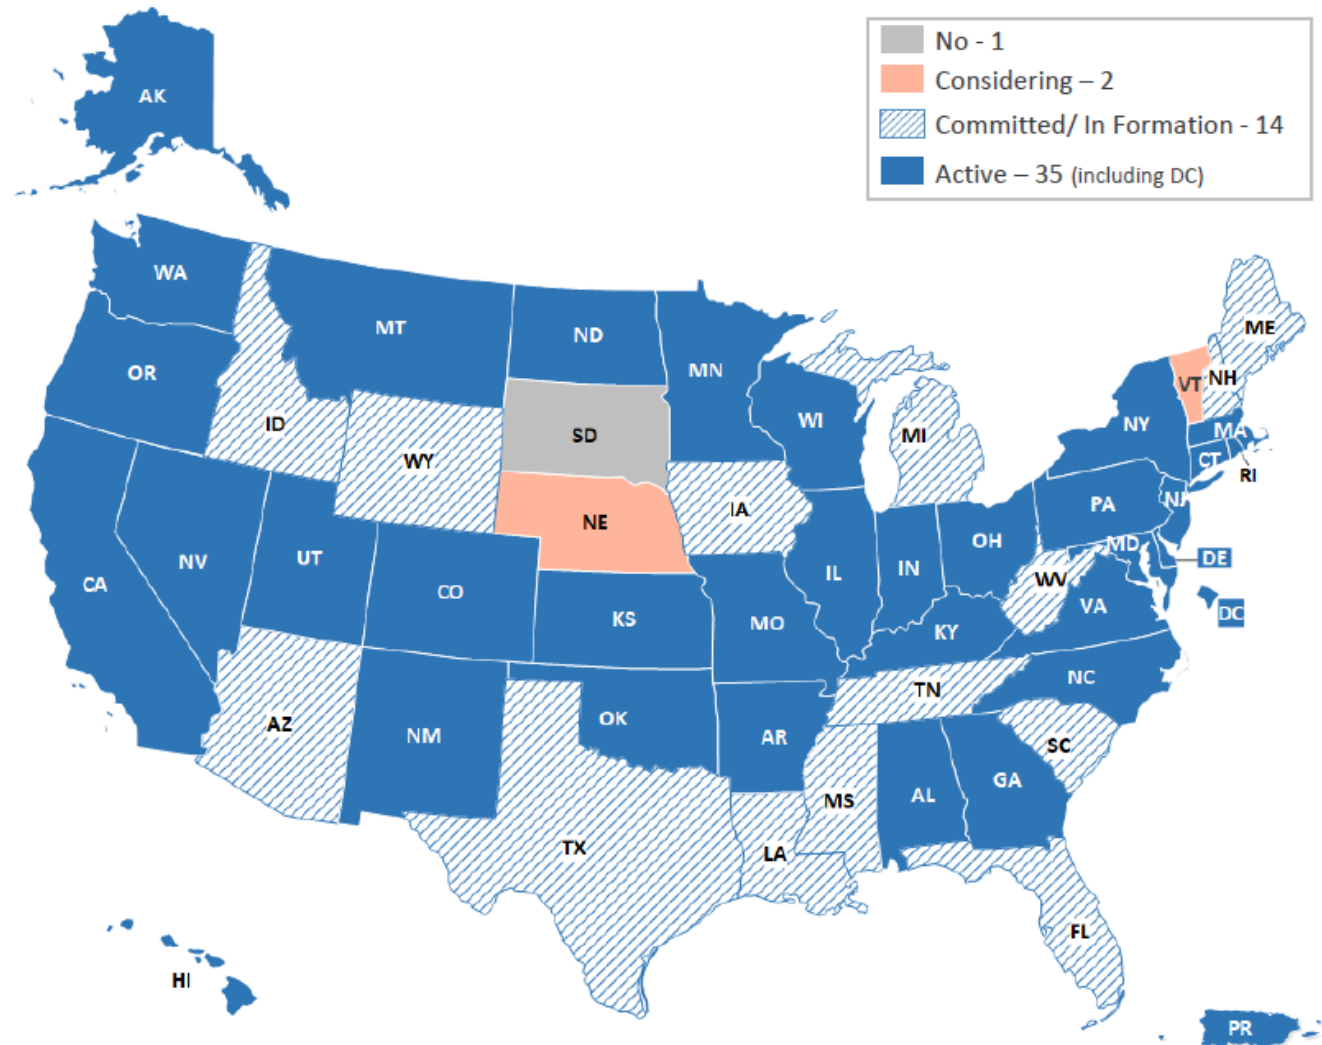 No - 1
Considering – 2
Committed/ In Formation - 14
Active – 35 (including DC)
AK
WA
MT
ND
MN
ME
OR
ID
WY
SD
WI
MI
NY
VT
NH
MA
CT
RI
NE
IA
PA
NJ
NV
UT
CO
IL
IN
OH
MD
DE
CA
KS
MO
WV
VA
DC
KY
AZ
NM
OK
AR
TN
NC
SC
TX
LA
MS
AL
GA
FL
HI
PR